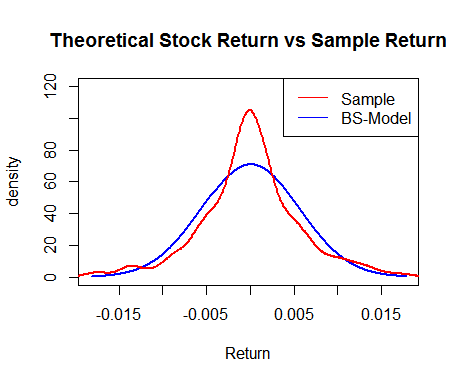 Theoretical Stock Return vs Sample Return
Sample
BS-Model
density
0
20
40
60
80
120
-0.015
-0.005
0.005
0.015
Return